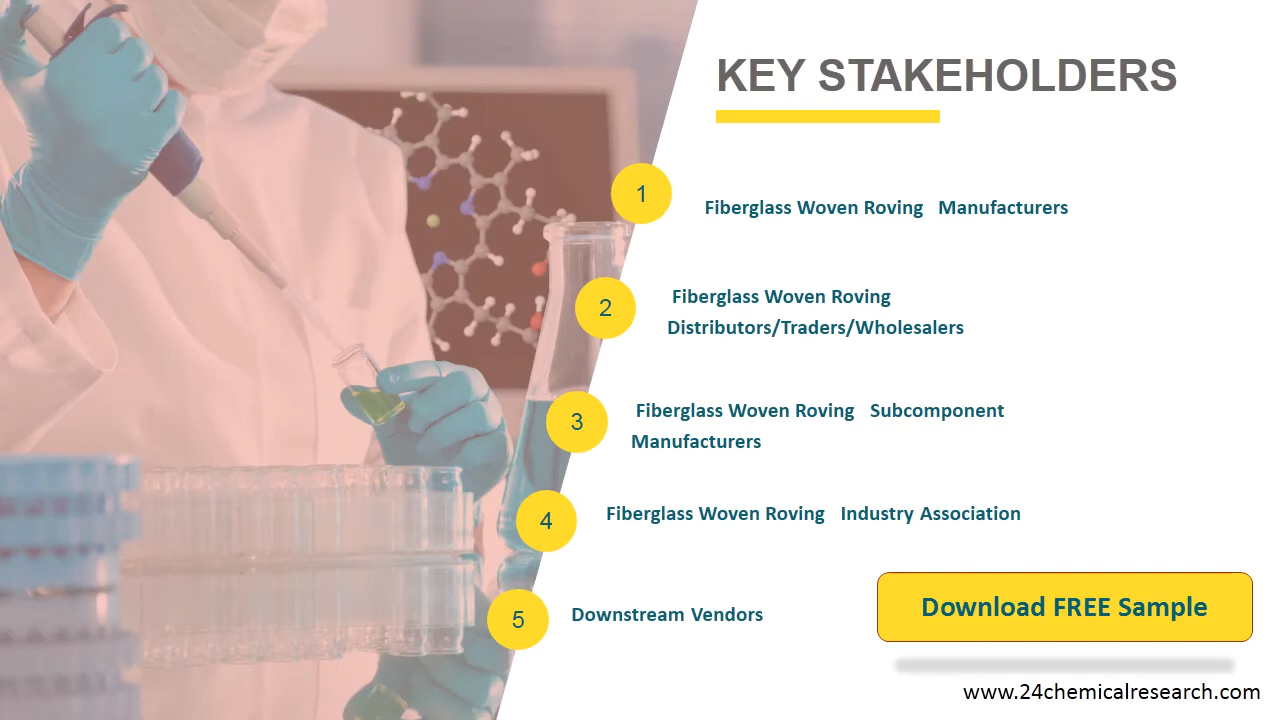 KEY STAKEHOLDERS
1
Fiberglass Woven Roving Manufacturers
2
Fiberglass Woven Roving
Distributors/Traders/Wholesalers
3
Fiberglass Woven Roving Subcomponent
Manufacturers
4
Fiberglass Woven Roving Industry Association
5
Downstream Vendors
Download FREE Sample
www.24chemicalresearch.com